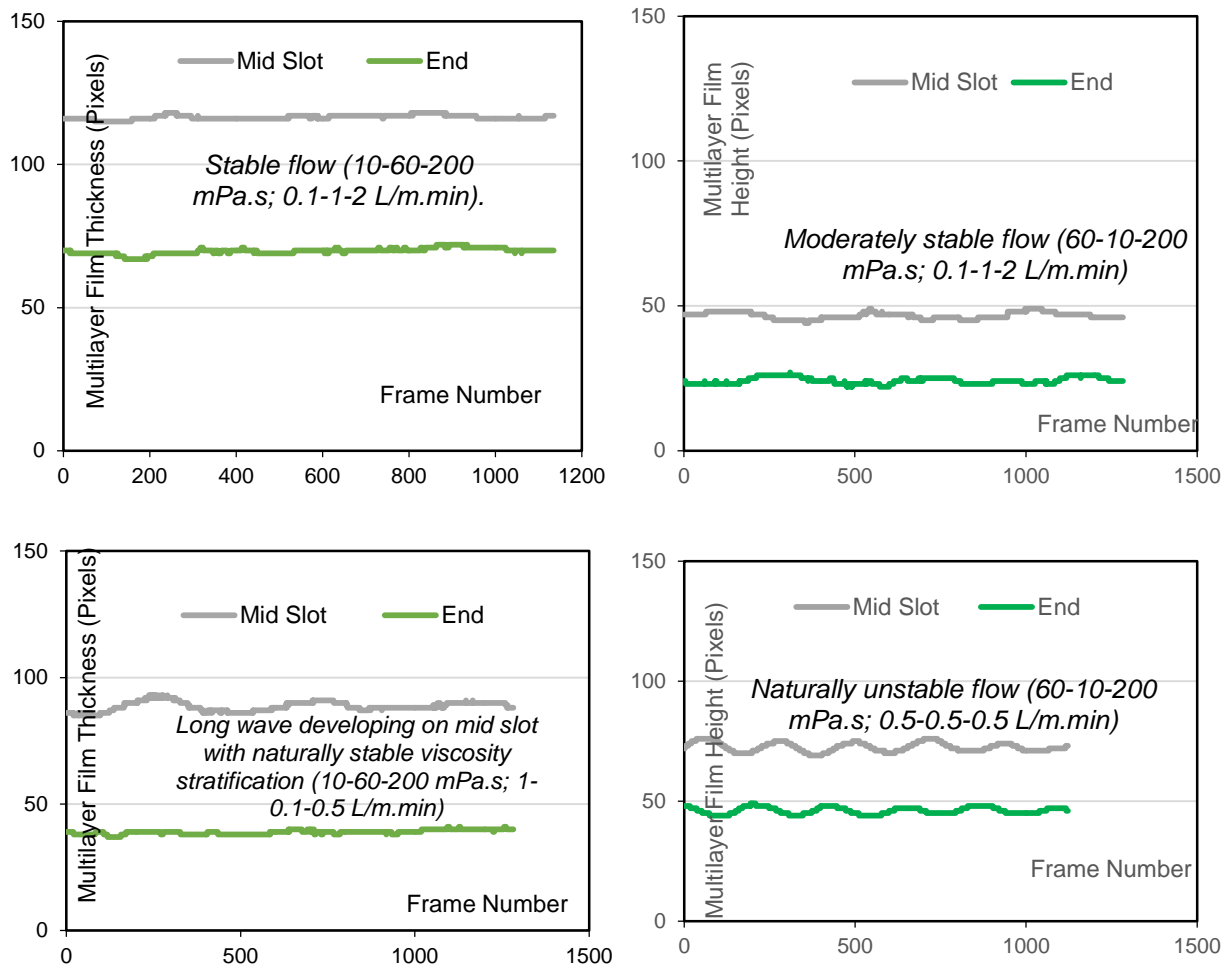 150
Mid Slot
End
100
Multilayer Film Thickness (Pixels)
Stable flow (10-60-200
mPa.s; 0.1-1-2 L/m.min).
50
Frame Number
0
0 200 400 600 800 1000 1200
150
Multilayer Film
Height (Pixels)
Mid Slot
End
100
Moderately stable flow (60-10-200
mPa.s; 0.1-1-2 L/m.min)
50
Frame Number
0
0 500 1000 1500
150
Mid Slot
End
100
Multilayer Film Thickness (Pixels)
Long wave developing on mid slot
with naturally stable viscosity
stratification (10-60-200 mPa.s; 1-
0.1-0.5 L/m.min)
50
Frame Number
0
0 500 1000 1500
150
Mid Slot
End
100
Multilayer Film Height (Pixels)
Naturally unstable flow (60-10-200
mPa.s; 0.5-0.5-0.5 L/m.min)
50
Frame Number
0
0 500 1000 1500